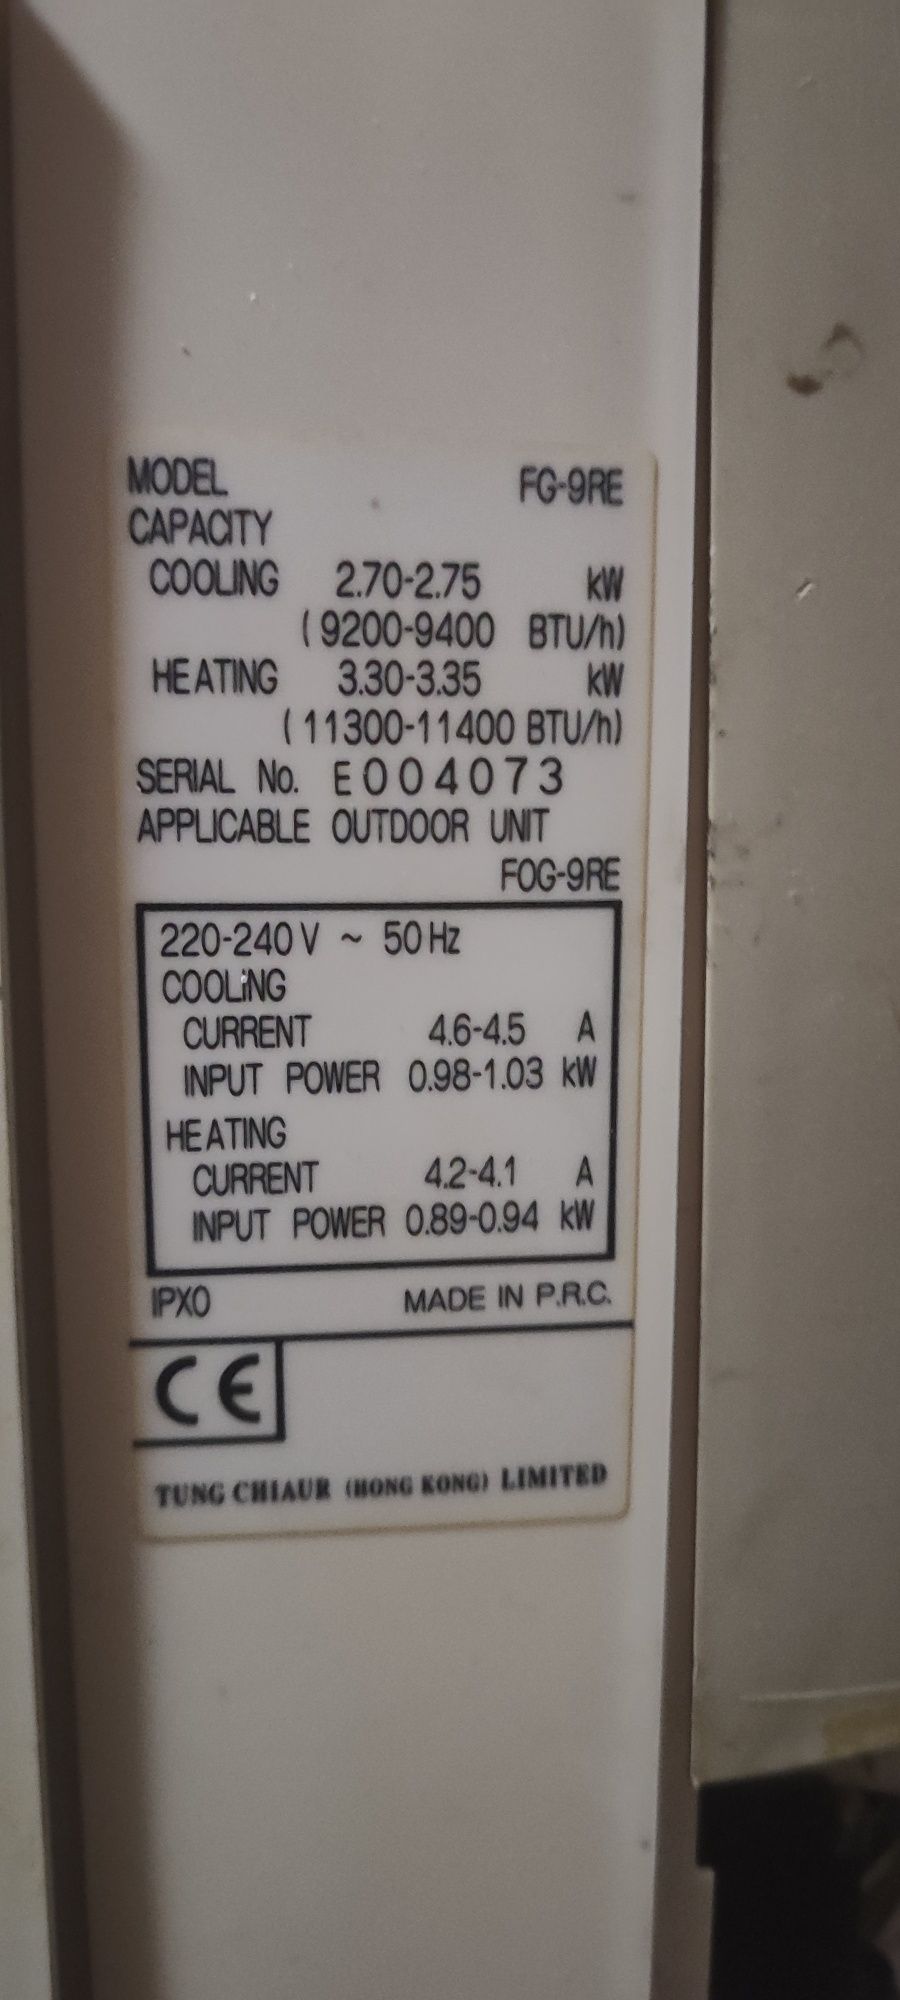 MODEL FG-9RE
CAPACITY
COOLING 2.70-2.75 kW
(9200-9400 BTU/h)
HEATING 3.30-3.35 kW
(11300-11400 BTU/h)
SERIAL No. E004073
APPLICABLE OUTDOOR UNIT
FOG-9RE
220-240V ~ 50Hz
COOLiNG
CURRENT 4.6-4.5 A
INPUT POWER 0.98-1.03 kW
HEATING
CURRENT 4.2-4.1 A
INPUT POWER 0.89-0.94 kW
IPX0 MADE IN P.R.C.
CE
TUNG CHIAUR (HONG KONG) LIMITED